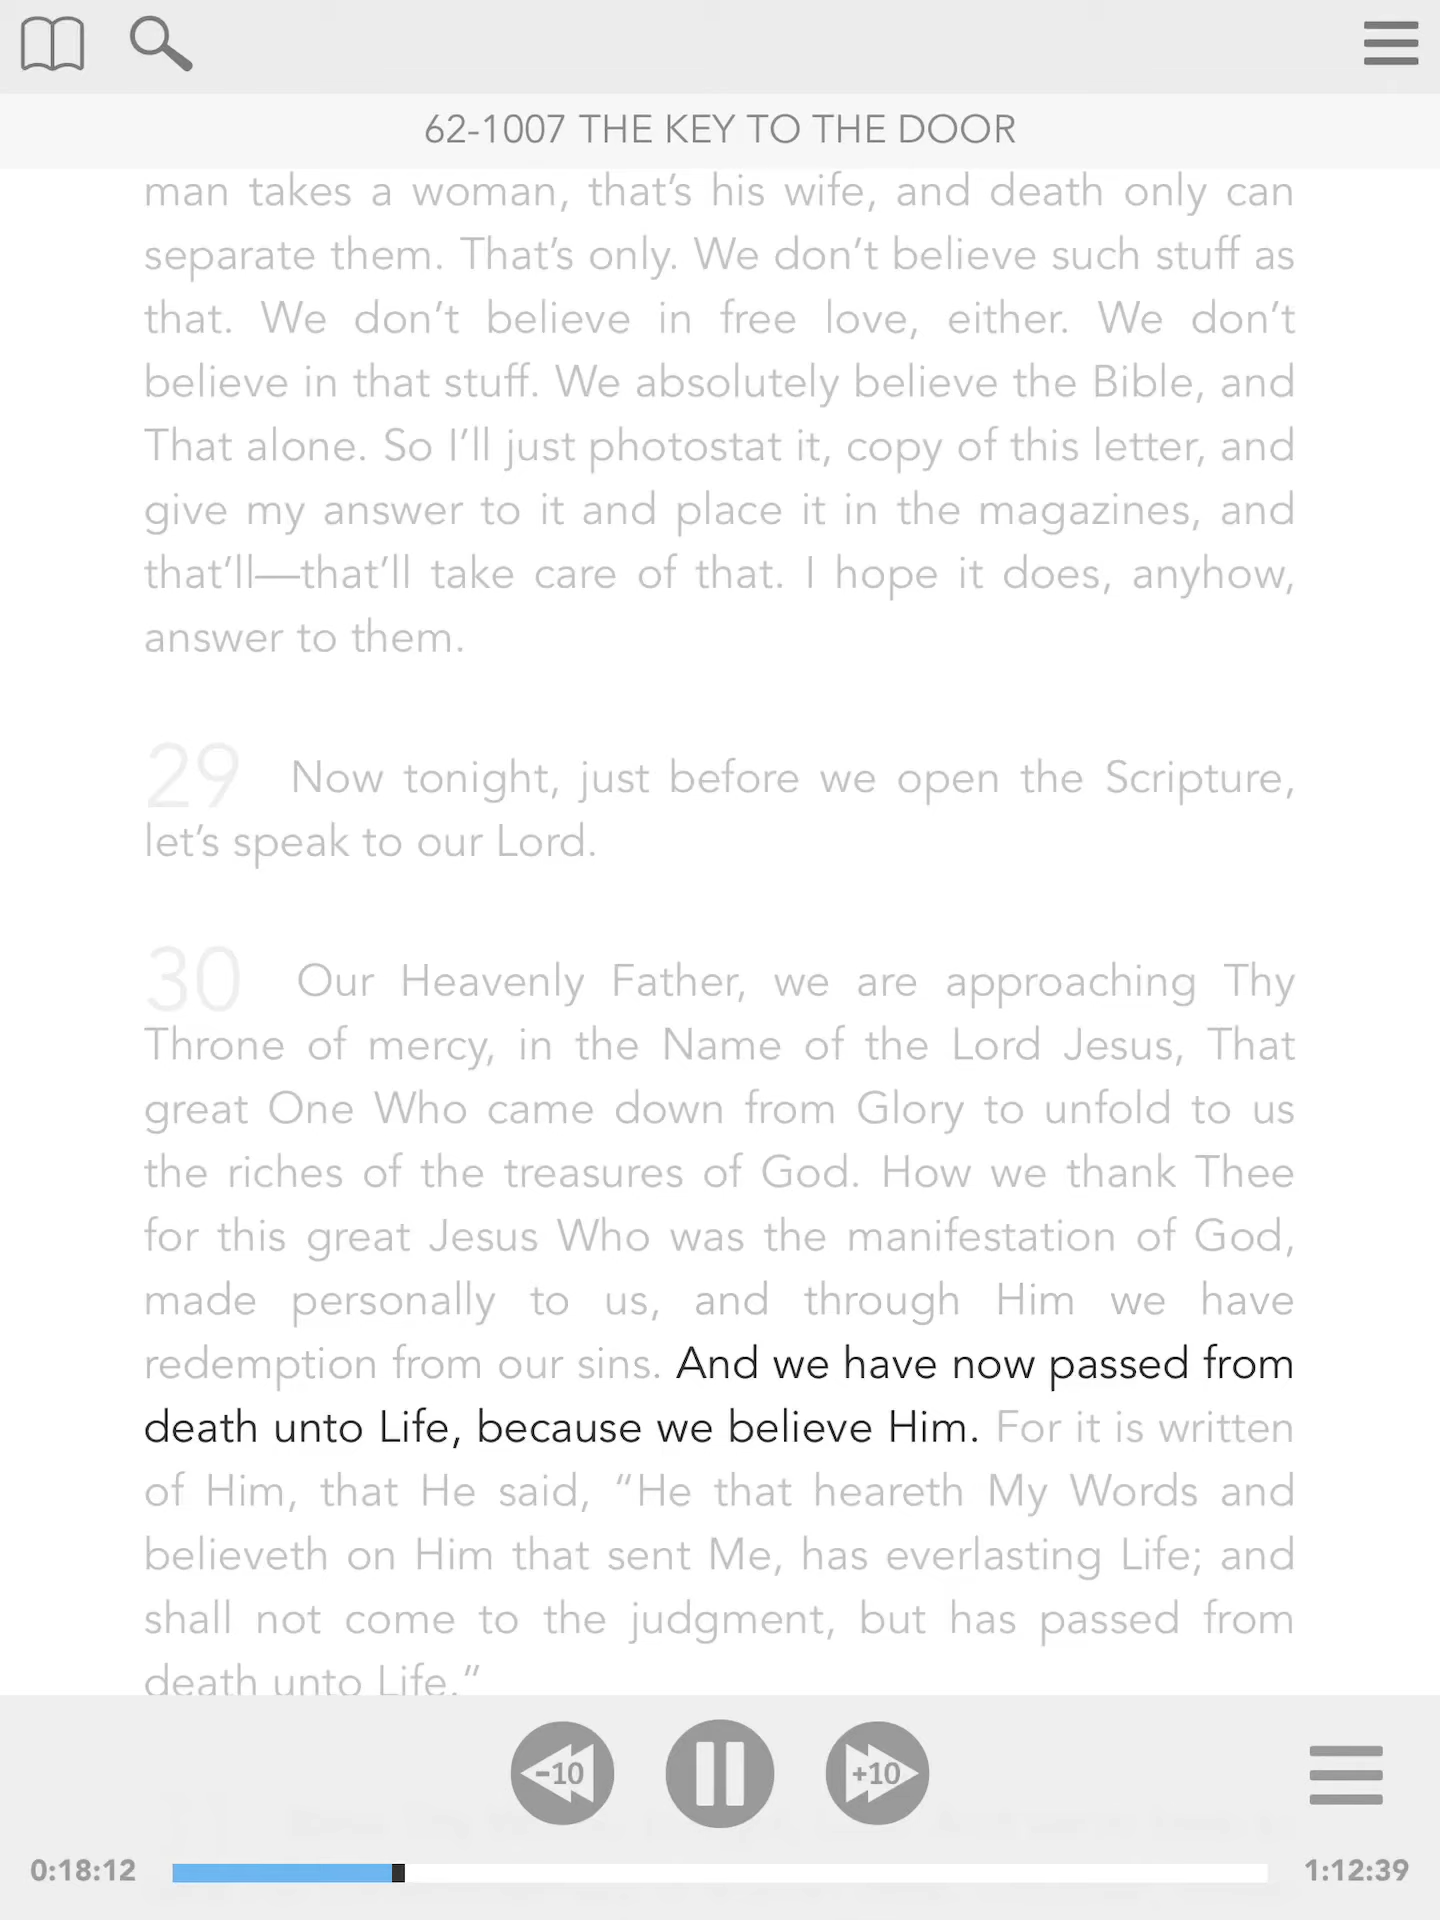 62-1007 THE KEY TO THE DOOR
man takes a woman, that’s his wife, and death only can
separate them. That’s only. We don’t believe such stuff as
that. We don’t believe in free love, either. We don’t
believe in that stuff. We absolutely believe the Bible, and
That alone. So I’ll just photostat it, copy of this letter, and
give my answer to it and place it in the magazines, and
that’ll—that’ll take care of that. I hope it does, anyhow,
answer to them.
29 Now tonight, just before we open the Scripture,
let’s speak to our Lord.
30 Our Heavenly Father, we are approaching Thy
Throne of mercy, in the Name of the Lord Jesus, That
great One Who came down from Glory to unfold to us
the riches of the treasures of God. How we thank Thee
for this great Jesus Who was the manifestation of God,
made personally to us, and through Him we have
redemption from our sins. And we have now passed from
death unto Life, because we believe Him. For it is written
of Him, that He said, “He that heareth My Words and
believeth on Him that sent Me, has everlasting Life; and
shall not come to the judgment, but has passed from
death unto Life.”
-10 +10
0:18:12 1:12:39